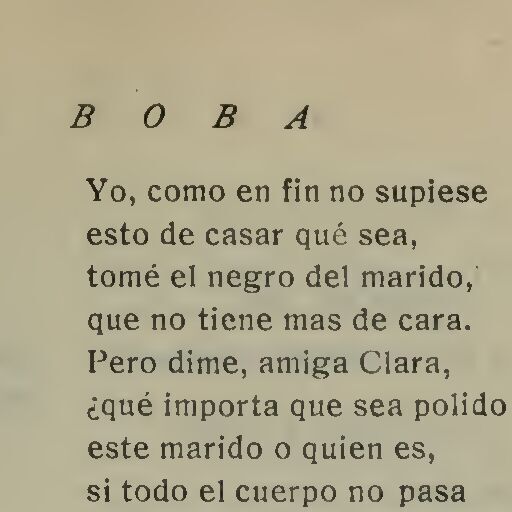 B O B A
Yo, como en fin no supiese
esto de casar qué sea,
tomé el negro del marido,
que no tiene mas de cara.
Pero dime, amiga Clara,
¿qué importa que sea polido
este marido o quien es,
si todo el cuerpo no pasa